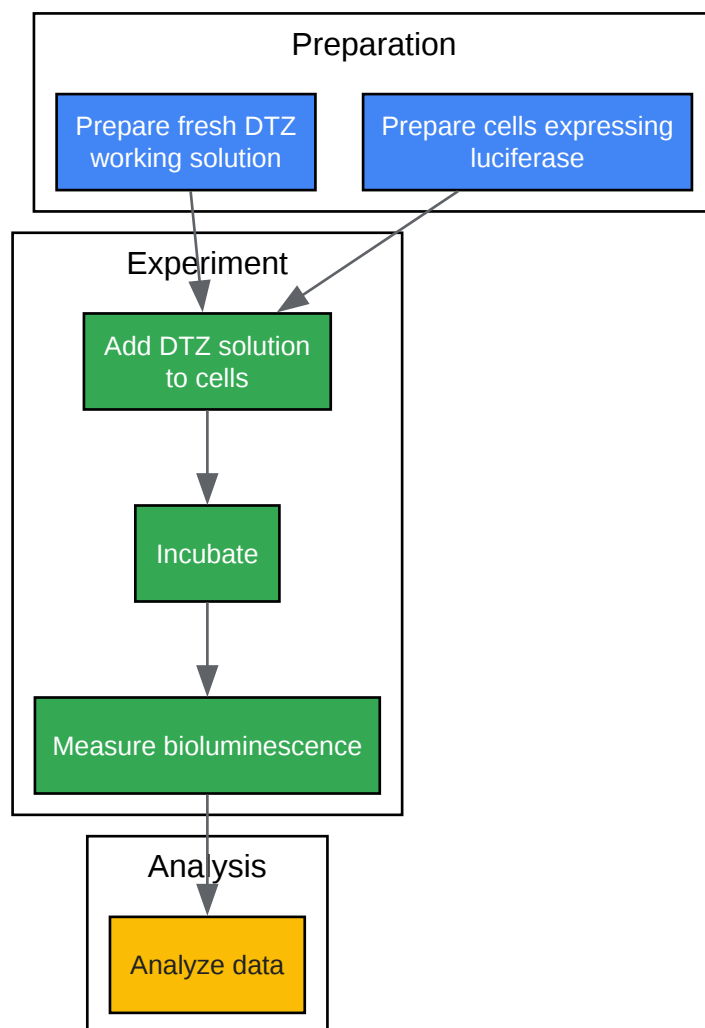 Preparation
Prepare fresh DTZ
working solution
Prepare cells expressing
luciferase
Experiment
Add DTZ solution
to cells
Incubate
Measure bioluminescence
Analysis
Analyze data